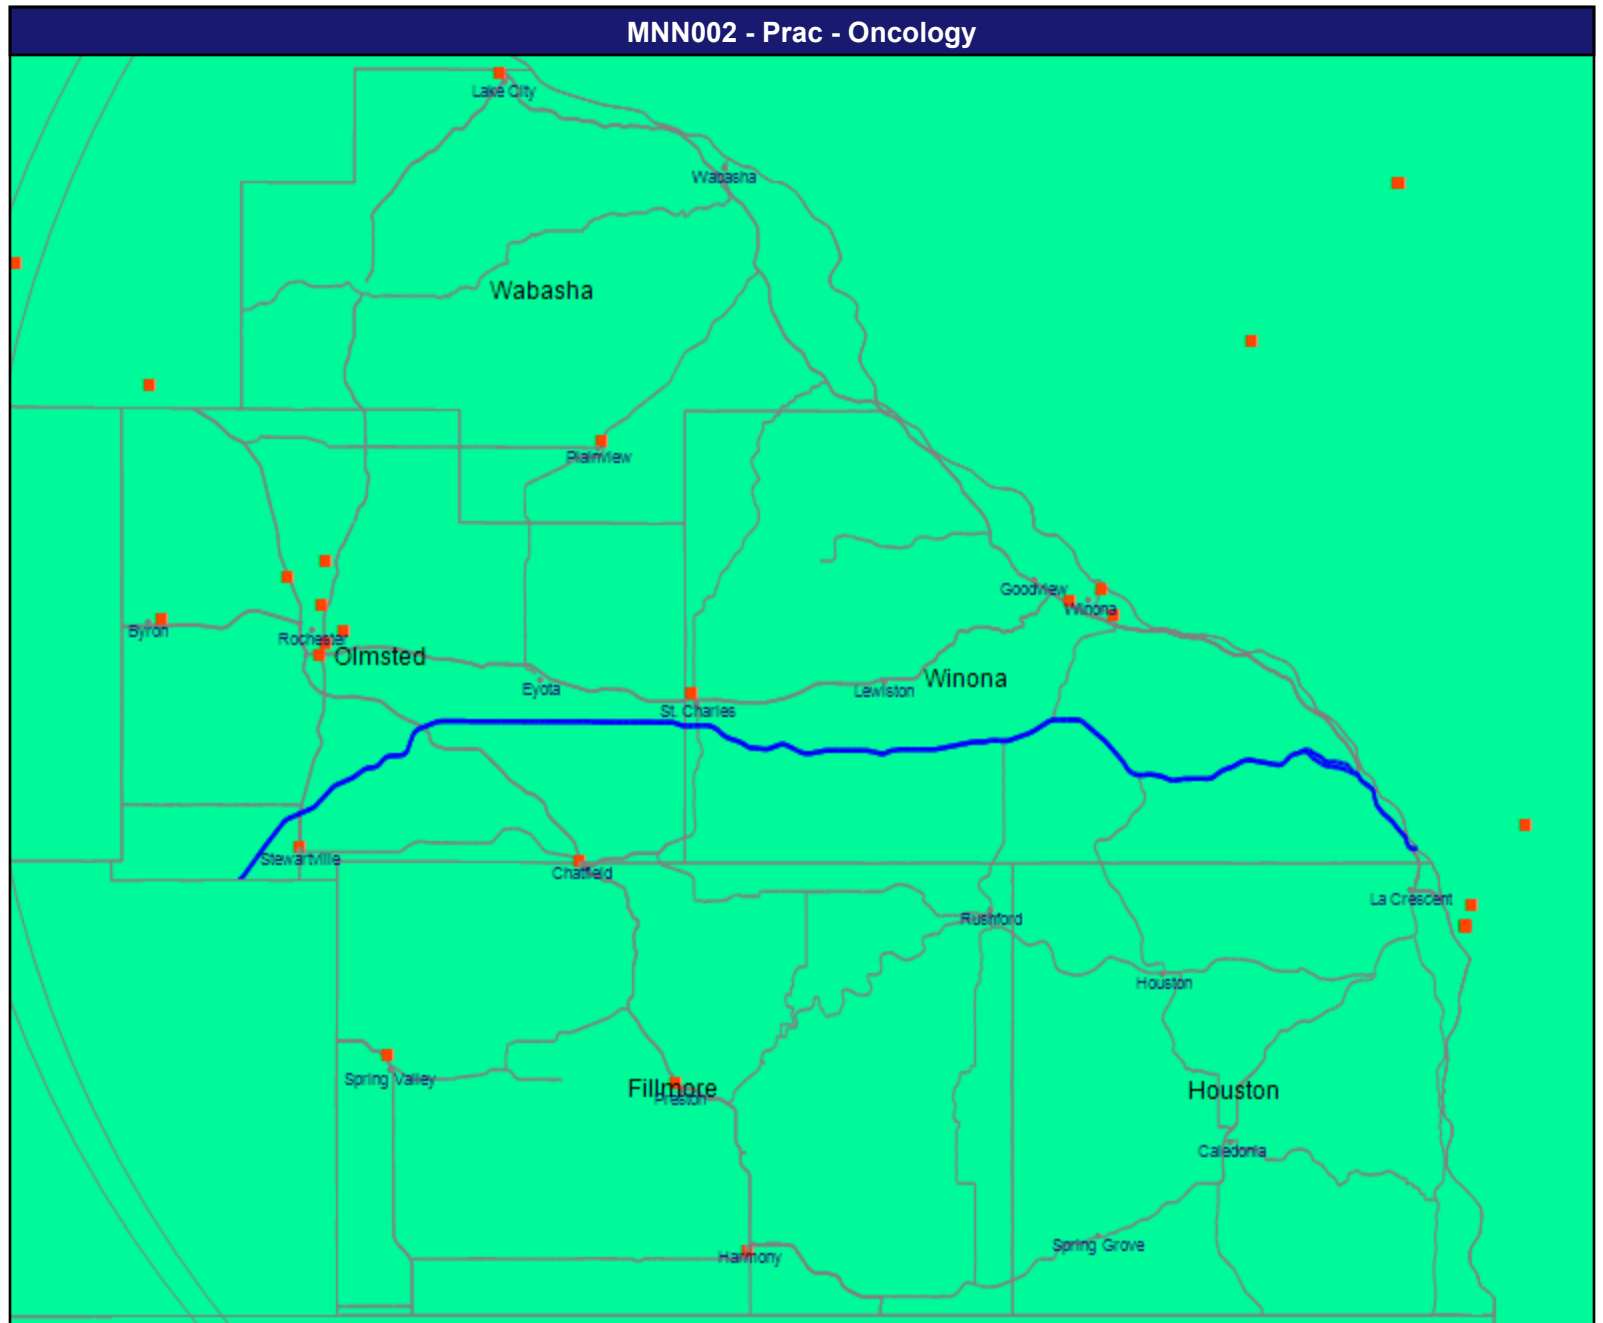 MNN002 - Prac - Oncology
Lake City
Wabasha
Wabasha
Plainview
Goodview
Winona
Byron
Rochester
Olmsted
Eyota
Lewiston
Winona
St. Charles
Stewartville
Chatfield
La Crescent
Rushford
Houston
Spring Valley
Fillmore
Preston
Houston
Caledonia
Harmony
Spring Grove